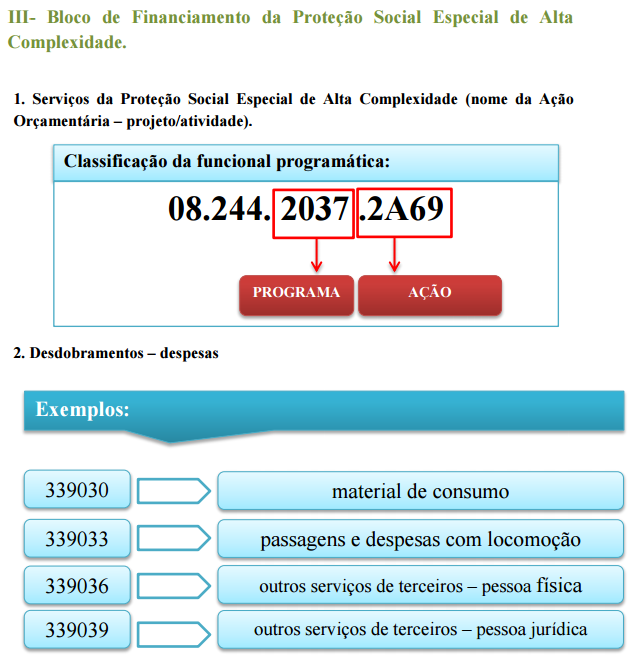 III- Bloco de Financiamento da Proteção Social Especial de Alta
Complexidade.
1. Serviços da Proteção Social Especial de Alta Complexidade (nome da Ação
Orçamentária – projeto/atividade).
Classificação da funcional programática:
08.244. 2037 .2A69
PROGRAMA AÇÃO
2. Desdobramentos – despesas
Exemplos:
339030 material de consumo
339033 passagens e despesas com locomoção
339036 outros serviços de terceiros – pessoa física
339039 outros serviços de terceiros – pessoa jurídica